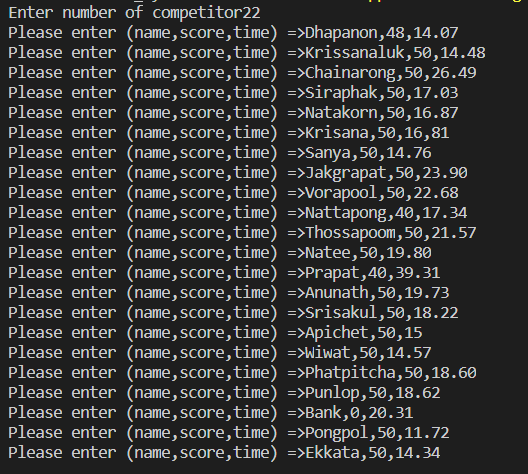 Enter number of competitor22
Please enter (name,score,time) =>Dhapanon,48,14.07
Please enter (name,score,time) =>Krissanaluk,50,14.48
Please enter (name,score,time) =>Chainarong,50,26.49
Please enter (name,score,time) =>Siraphak,50,17.03
Please enter (name,score,time) =>Natakorn,50,16.87
Please enter (name,score,time) =>Krisana,50,16,81
Please enter (name,score,time) =>Sanya,50,14.76
Please enter (name,score,time) =>Jakgrapat,50,23.90
Please enter (name,score,time) =>Vorapool,50,22.68
Please enter (name,score,time) =>Nattapong,40,17.34
Please enter (name,score,time) =>Thossapoom,50,21.57
Please enter (name,score,time) =>Natee,50,19.80
Please enter (name,score,time) =>Prapat,40,39.31
Please enter (name,score,time) =>Anunath,50,19.73
Please enter (name,score,time) =>Srisakul,50,18.22
Please enter (name,score,time) =>Apichet,50,15
Please enter (name,score,time) =>Wiwat,50,14.57
Please enter (name,score,time) =>Phatpitcha,50,18.60
Please enter (name,score,time) =>Punlop,50,18.62
Please enter (name,score,time) =>Bank,0,20.31
Please enter (name,score,time) =>Pongpol,50,11.72
Please enter (name,score,time) =>Ekkata,50,14.34